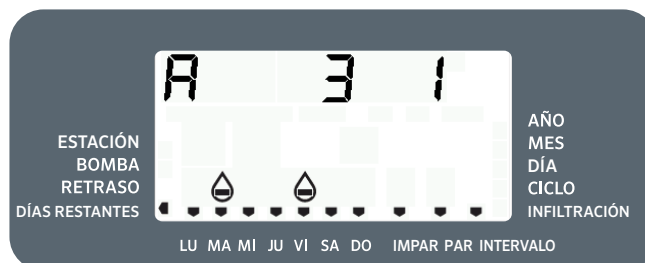 A 3 1
ESTACIÓN
BOMBA
RETRASO
DÍAS RESTANTES
AÑO
MES
DÍA
CICLO
INFILTRACIÓN
LU MA MI JU VI SA DO IMPAR PAR INTERVALO